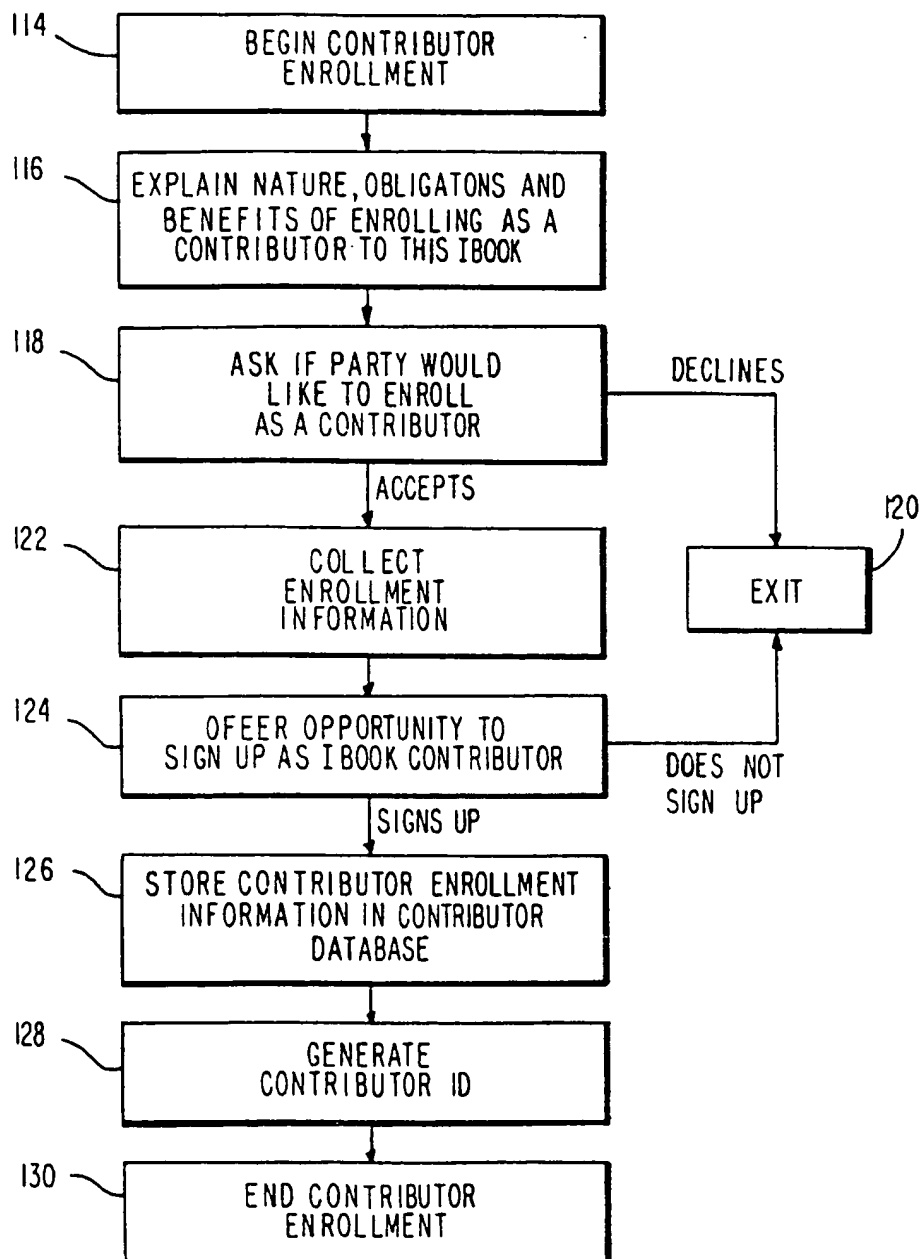 114
BEGIN CONTRIBUTOR
ENROLLMENT
116
EXPLAIN NATURE, OBLIGATONS AND
BENEFITS OF ENROLLING AS A
CONTRIBUTOR TO THIS IBOOK
118
ASK IF PARTY WOULD
LIKE TO ENROLL
AS A CONTRIBUTOR
DECLINES
ACCEPTS
120
EXIT
122
COLLECT
ENROLLMENT
INFORMATION
124
OFEER OPPORTUNITY TO
SIGN UP AS IBOOK CONTRIBUTOR
DOES NOT
SIGN UP
SIGNS UP
126
STORE CONTRIBUTOR ENROLLMENT
INFORMATION IN CONTRIBUTOR
DATABASE
128
GENERATE
CONTRIBUTOR ID
130
END CONTRIBUTOR
ENROLLMENT